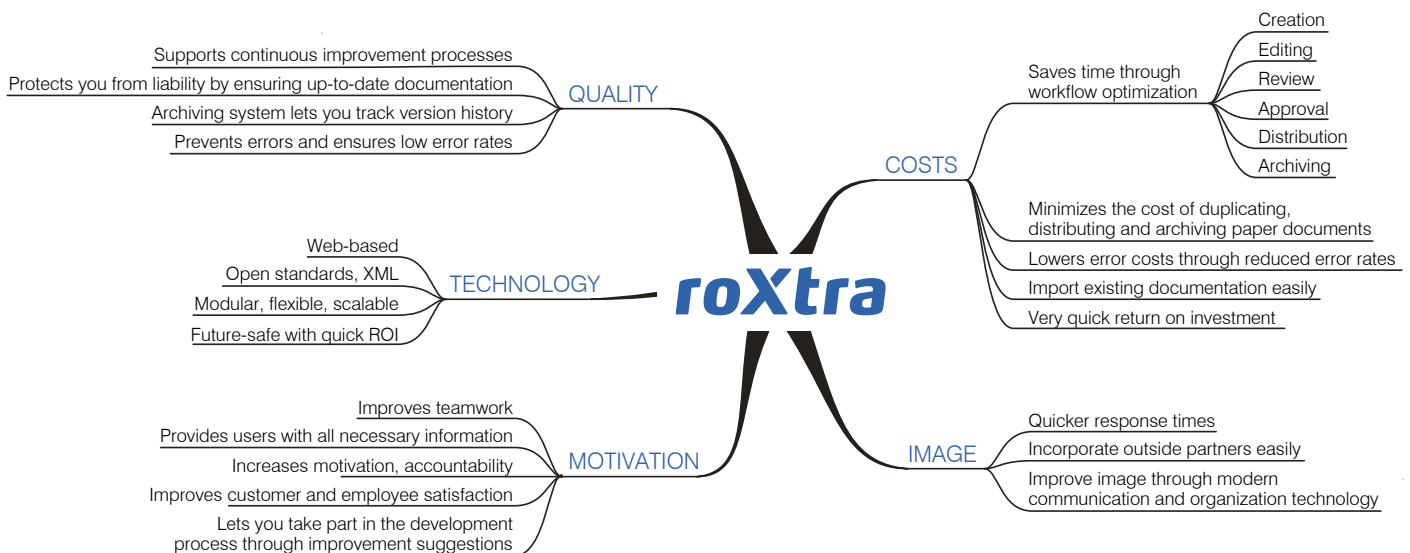 Supports continuous improvement processes
Protects you from liability by ensuring up-to-date documentation
Archiving system lets you track version history
Prevents errors and ensures low error rates
QUALITY
Web-based
Open standards, XML
Modular, flexible, scalable
Future-safe with quick ROI
TECHNOLOGY
Improves teamwork
Provides users with all necessary information
Increases motivation, accountability
Improves customer and employee satisfaction
Lets you take part in the development
process through improvement suggestions
MOTIVATION
roXtra
COSTS
Saves time through
workflow optimization
Creation
Editing
Review
Approval
Distribution
Archiving
Minimizes the cost of duplicating,
distributing and archiving paper documents
Lowers error costs through reduced error rates
Import existing documentation easily
Very quick return on investment
IMAGE
Quicker response times
Incorporate outside partners easily
Improve image through modern
communication and organization technology